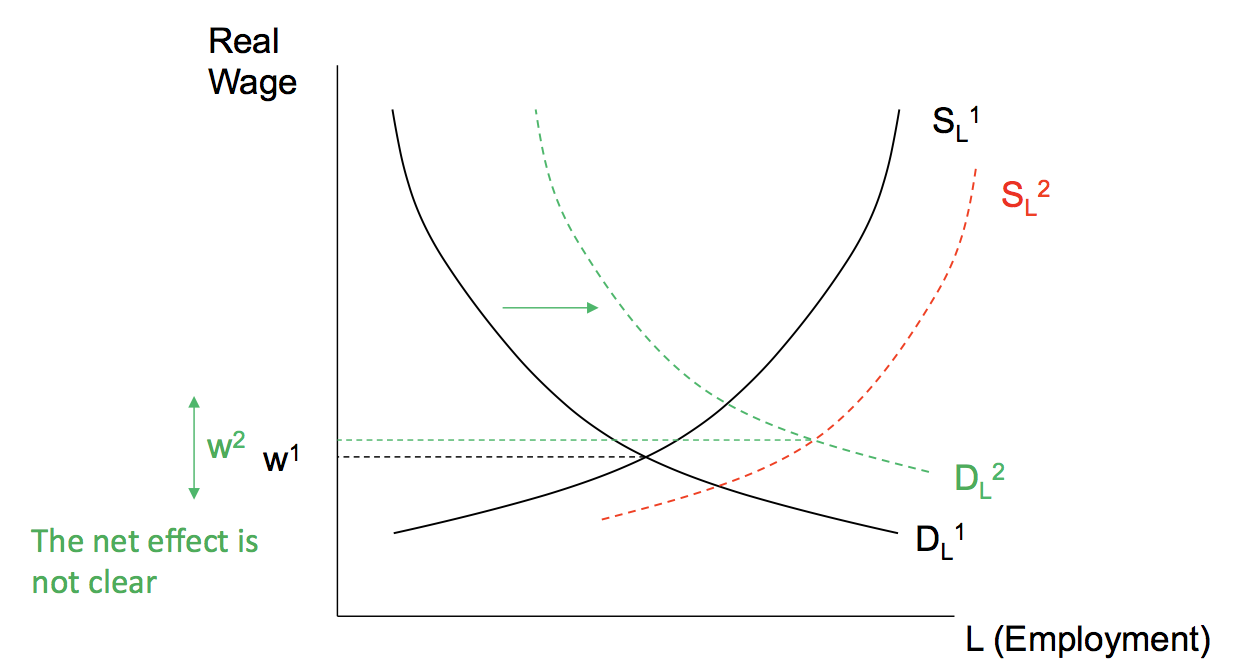 Real
Wage
S_L^1
S_L^2
w^2
w^1
D_L^2
The net effect is
D_L^1
not clear
L (Employment)